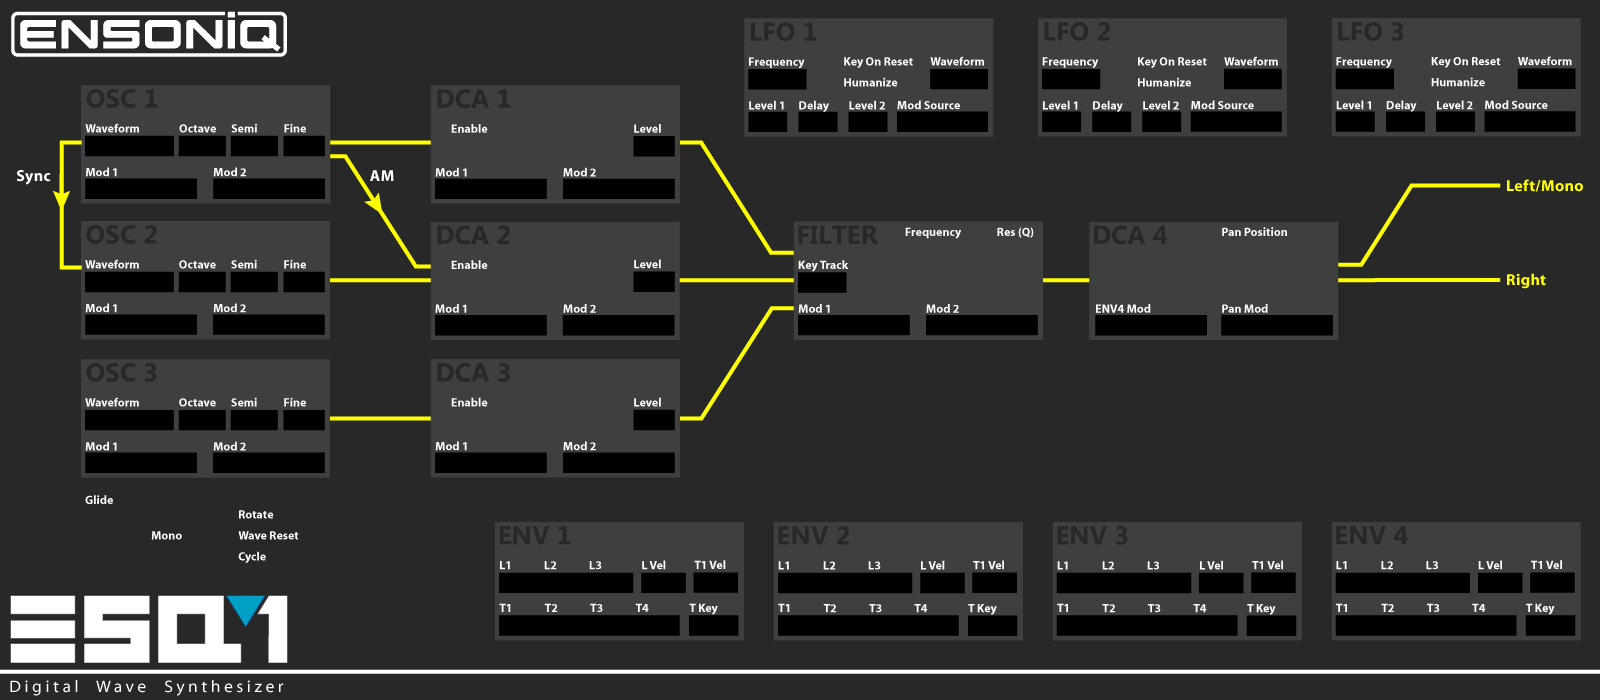 ENSONIQ
LFO 1
Frequency Key On Reset Waveform
Humanize
Level 1 Delay Level 2 Mod Source
LFO 2
Frequency Key On Reset Waveform
Humanize
Level 1 Delay Level 2 Mod Source
LFO 3
Frequency Key On Reset Waveform
Humanize
Level 1 Delay Level 2 Mod Source
OSC 1
Waveform Octave Semi Fine
Mod 1 Mod 2
Sync
AM
DCA 1
Enable Level
Mod 1 Mod 2
OSC 2
Waveform Octave Semi Fine
Mod 1 Mod 2
DCA 2
Enable Level
Mod 1 Mod 2
FILTER Frequency Res (Q)
Key Track
Mod 1 Mod 2
DCA 4 Pan Position
ENV4 Mod Pan Mod
Left/Mono
Right
OSC 3
Waveform Octave Semi Fine
Mod 1 Mod 2
DCA 3
Enable Level
Mod 1 Mod 2
Glide
Rotate
Mono Wave Reset
Cycle
ENV 1
L1 L2 L3 L Vel T1 Vel
T1 T2 T3 T4 T Key
ENV 2
L1 L2 L3 L Vel T1 Vel
T1 T2 T3 T4 T Key
ENV 3
L1 L2 L3 L Vel T1 Vel
T1 T2 T3 T4 T Key
ENV 4
L1 L2 L3 L Vel T1 Vel
T1 T2 T3 T4 T Key
ESQ1
Digital Wave Synthesizer